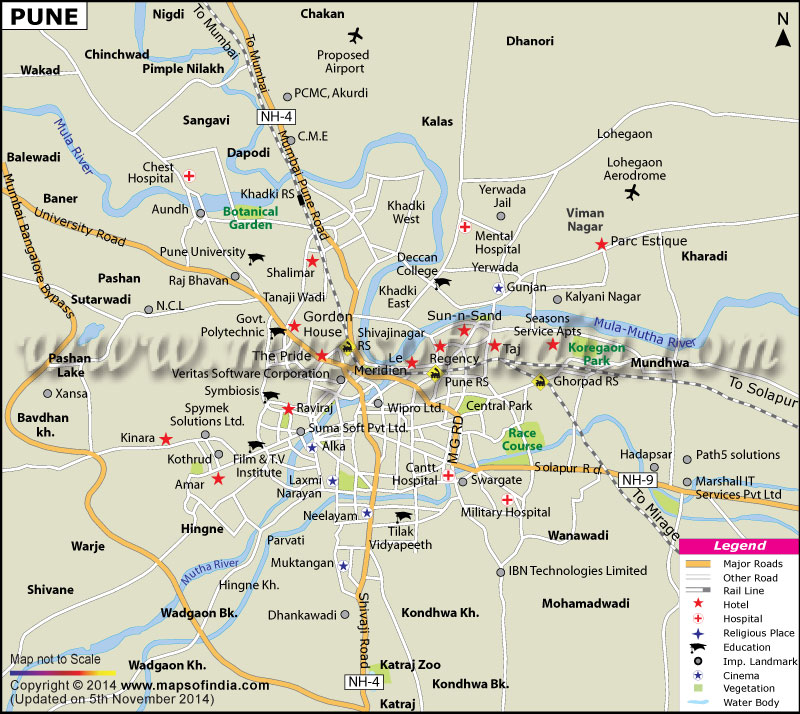 PUNE
Nigdi
Chakan
N
To Mumbai
To Mumbai
Proposed
Airport
Dhanori
Chinchwad
Wakad
Pimple Nilakh
PCMC, Akurdi
NH-4
Sangavi
Kalas
C.M.E
Lohegaon
Mula River
Dapodi
Mumbai Pune Road
Balewadi
Chest
Hospital
Lohegaon
Aerodrome
Khadki RS
Yerwada
Jail
Baner
Aundh
Botanical
Garden
Khadki
West
Viman
Nagar
University Road
Mental
Hospital
Parc Estique
Mumbai Bangalore Bypass
Pune University
Deccan
College
Kharadi
Shalimar
Yerwada
Pashan
Raj Bhavan
Khadki
East
Gunjan
Sutarwadi
Tanaji Wadi
Kalyani Nagar
N.C.L
Gordon
House
Sun-n-Sand
Seasons
Service Apts
Mula-Mutha River
Govt.
Polytechnic
Shivajinagar
RS
www.mapsofindia.com
Pashan
Lake
The Pride
Le
Meridien
Regency
Taj
Koregaon
Park
Mundhwa
Veritas Software Corporation
Pune RS
Ghorpad RS
To Solapur
Xansa
Symbiosis
Bavdhan
kh.
Spymek
Solutions Ltd.
Raviraj
Wipro Ltd.
Central Park
Suma Soft Pvt Ltd.
M G RD
Race
Course
Kinara
Alka
Kothrud
Film & T.V
Institute
Hadapsar
Path5 solutions
Amar
Laxmi
Narayan
Cantt.
Hospital
Solapur Rd.
Swargate
NH-9
Marshall IT
Services Pvt Ltd
Military Hospital
Neelayam
Hingne
Tilak
Vidyapeeth
To Mirage
Warje
Parvati
Wanawadi
Mutha River
Muktangan
Shivane
Hingne Kh.
IBN Technologies Limited
Wadgaon Bk.
Dhankawadi
Shivaji Road
Kondhwa Kh.
Mohamadwadi
Wadgaon Kh.
Katraj Zoo
NH-4
Kondhwa Bk.
Katraj
Legend
Major Roads
Other Road
Rail Line
Hotel
Hospital
Religious Place
Education
Imp. Landmark
Cinema
Vegetation
Water Body
Map not to Scale
Copyright © 2014 www.mapsofindia.com
(Updated on 5th November 2014)